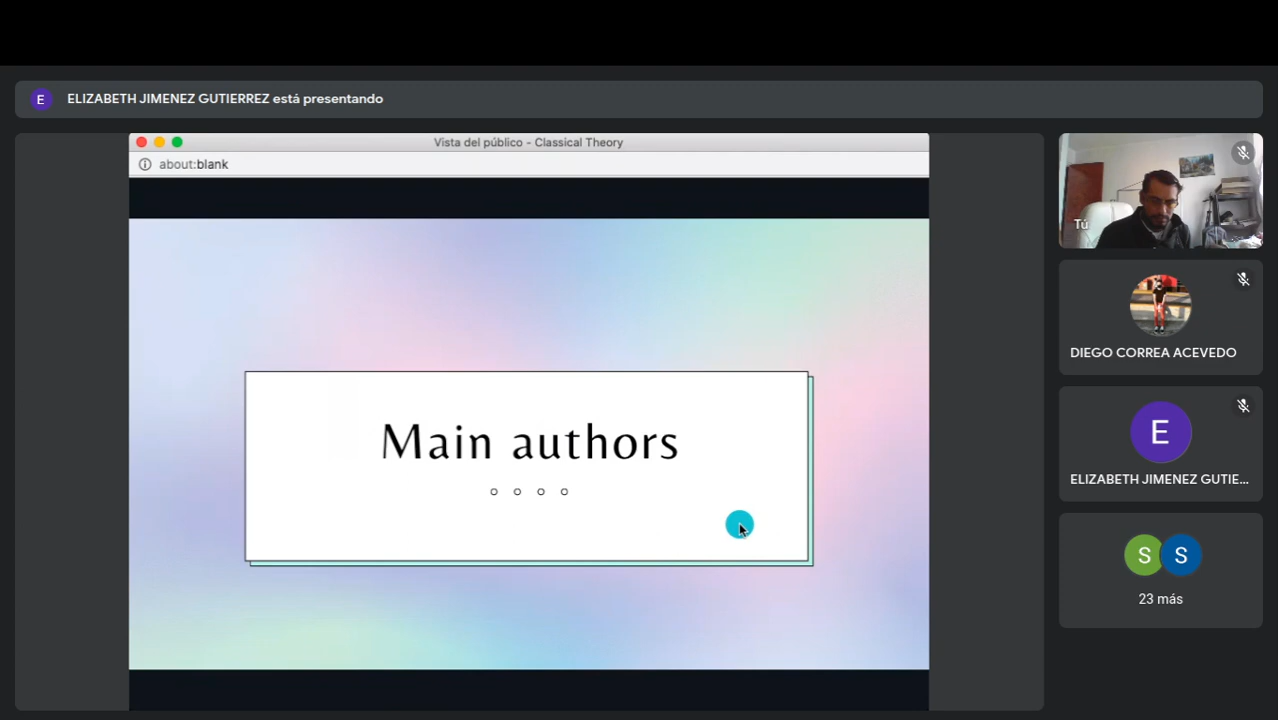 E ELIZABETH JIMENEZ GUTIERREZ está presentando
Vista del público - Classical Theory
about:blank
Main authors
Tú
DIEGO CORREA ACEVEDO
E
ELIZABETH JIMENEZ GUTIE...
S S
23 más